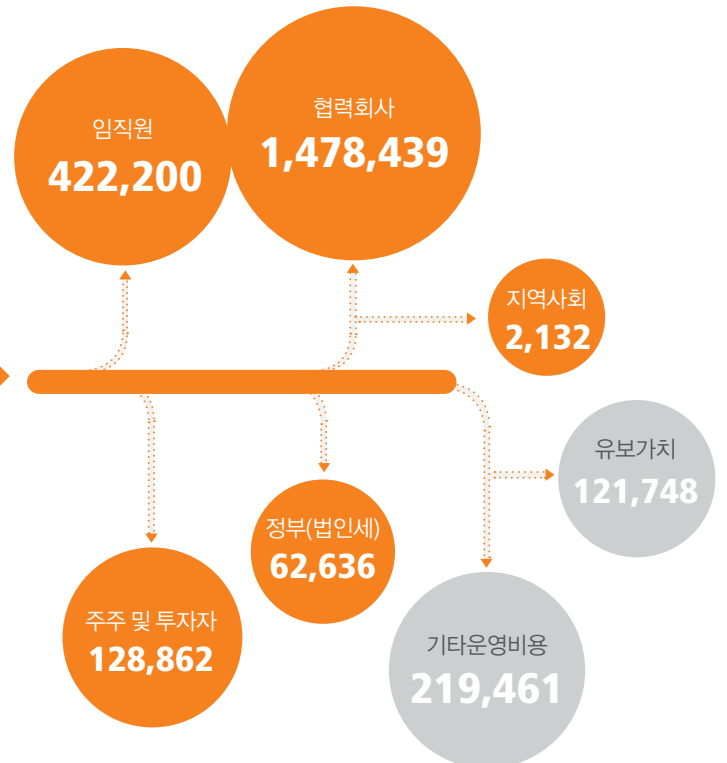 임직원
422,200
협력회사
1,478,439
지역사회
2,132
유보가치
121,748
정부(법인세)
62,636
주주 및 투자자
128,862
기타운영비용
219,461